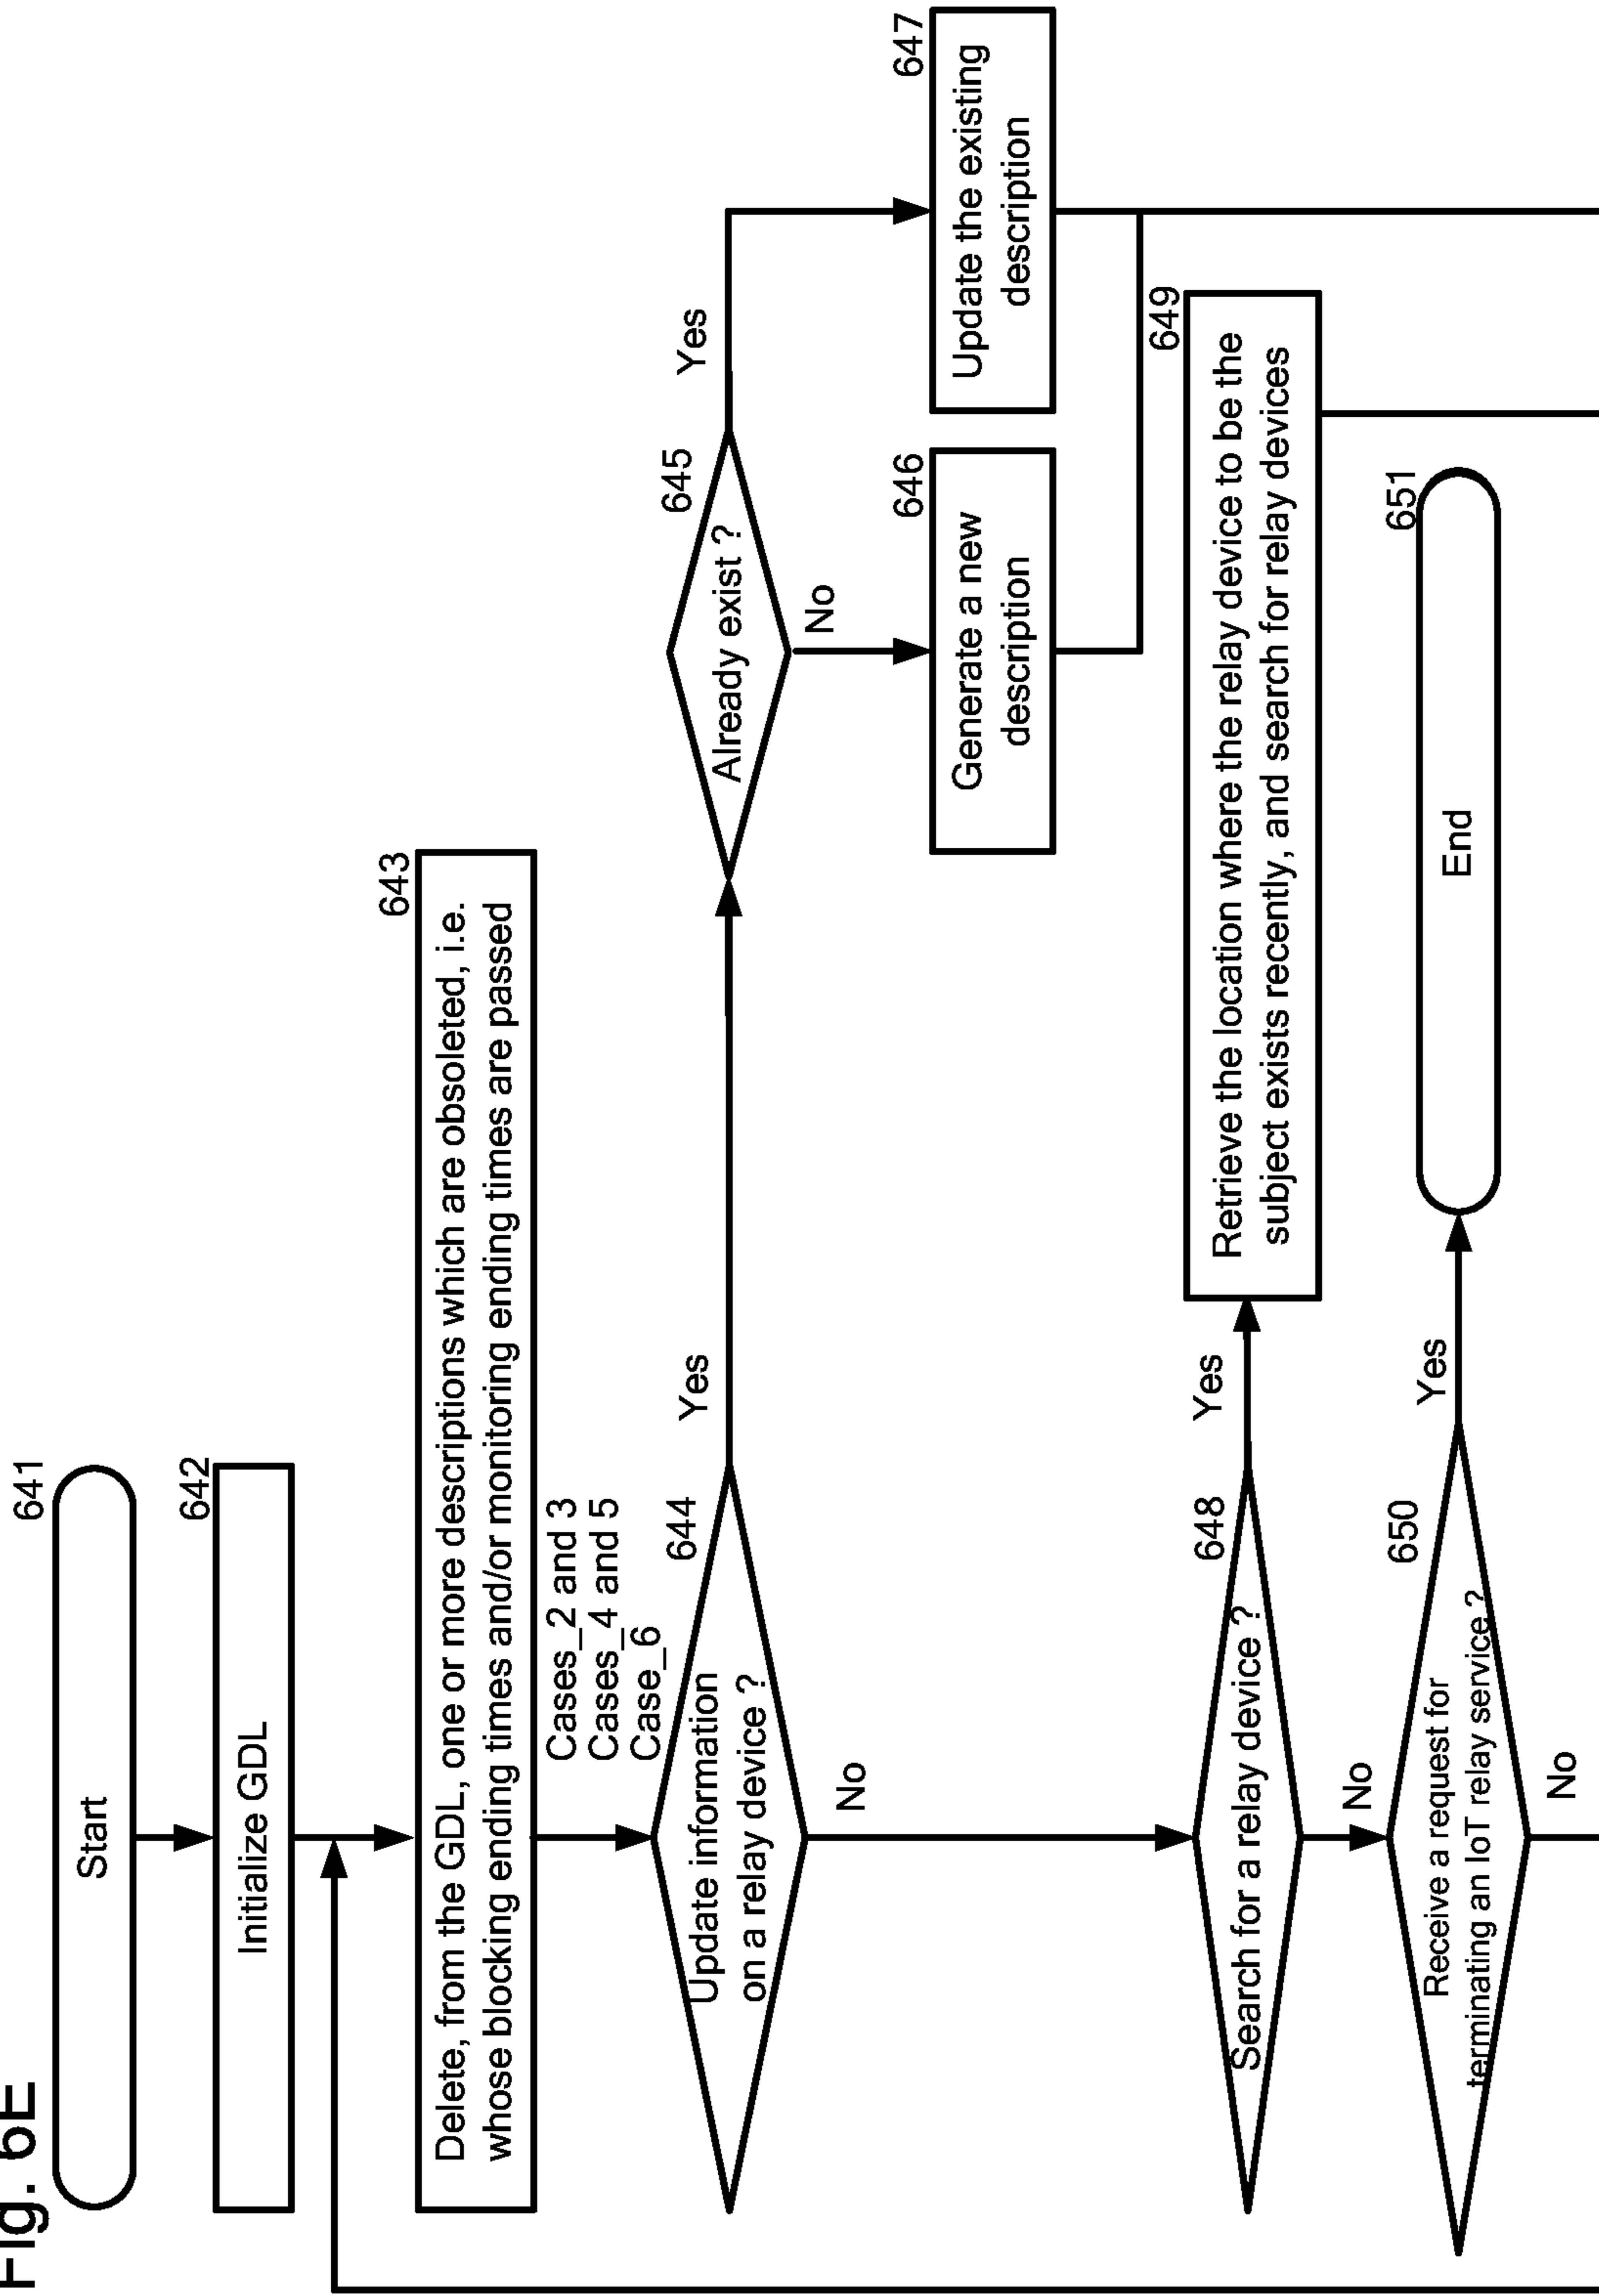 Fig. 6E
641
Start
642
Initialize GDL
643
Delete, from the GDL, one or more descriptions which are obsoleted, i.e.
whose blocking ending times and/or monitoring ending times are passed
Cases_2 and 3
Cases_4 and 5
Case_6
644
Update information
on a relay device ?
Yes
No
645
Already exist ?
Yes
No
646
Generate a new
description
647
Update the existing
description
648
Search for a relay device ?
Yes
No
649
Retrieve the location where the relay device to be the
subject exists recently, and search for relay devices
650
Receive a request for
terminating an IoT relay service ?
Yes
No
651
End